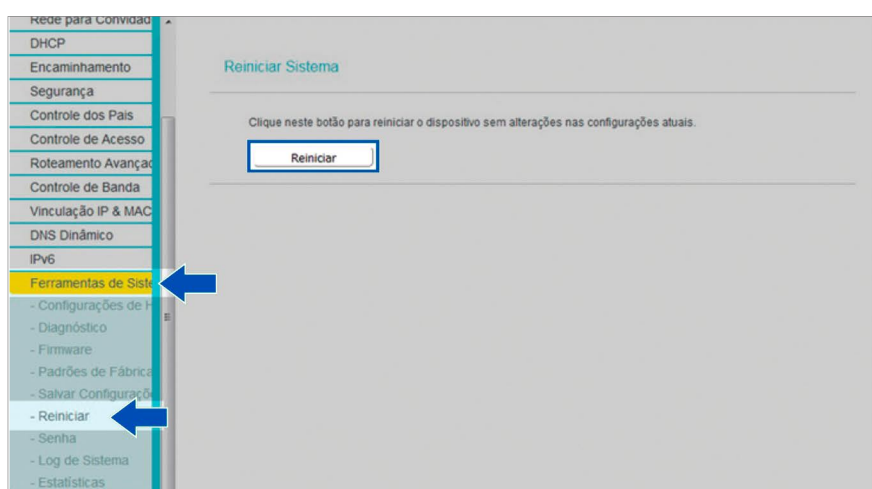 Rede para Convidad
DHCP
Encaminhamento
Segurança
Controle dos Pais
Controle de Acesso
Roteamento Avançad
Controle de Banda
Vinculação IP & MAC
DNS Dinâmico
IPv6
Ferramentas de Siste
- Configurações de H
- Diagnóstico
- Firmware
- Padrões de Fábrica
- Salvar Configuraçõe
- Reiniciar
- Senha
- Log de Sistema
- Estatísticas
Reiniciar Sistema
Clique neste botão para reiniciar o dispositivo sem alterações nas configurações atuais.
Reiniciar